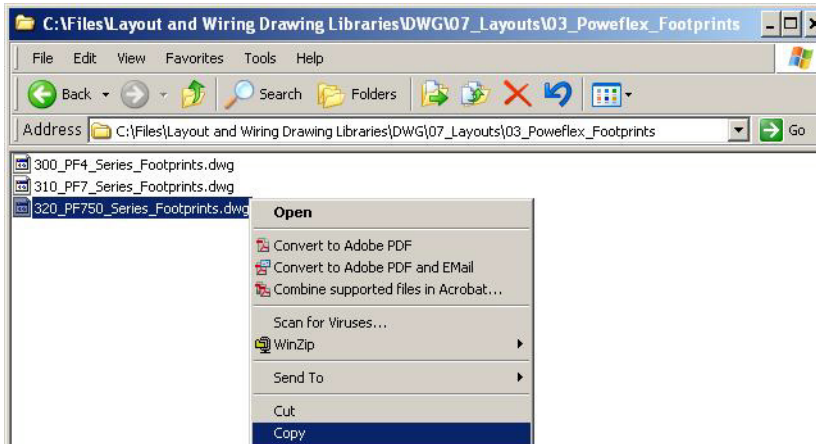 C:\Files\Layout and Wiring Drawing Libraries\DWG\07_Layouts\03_Poweflex_Footprints
File Edit View Favorites Tools Help
Back Search Folders
Address C:\Files\Layout and Wiring Drawing Libraries\DWG\07_Layouts\03_Poweflex_Footprints Go
300_PF4_Series_Footprints.dwg
310_PF7_Series_Footprints.dwg
320_PF750_Series_Footprints.dwg
Open
Convert to Adobe PDF
Convert to Adobe PDF and EMail
Combine supported files in Acrobat...
Scan for Viruses...
WinZip
Send To
Cut
Copy